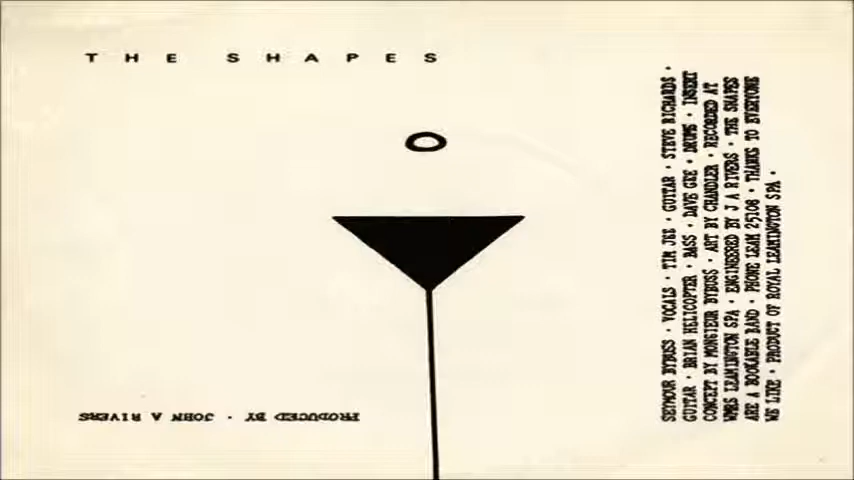 THE SHAPES
SEYMOUR BYBUSS · VOCALS · TIM JEE · GUITAR · STEVE RICHARDS ·
GUITAR · BRIAN HELICOPTER · BASS · DAVE GEE · DRUMS · INSERT
CONCEPT BY MONSIEUR BYBUSS · ART BY CHANDLER · RECORDED AT
WMRS LEAMINGTON SPA · ENGINEERED BY J A RIVERS · THE SHAPES
ARE A BOOKABLE BAND · PHONE LEAM 25108 · THANKS TO EVERYONE
WE LIKE · PRODUCT OF ROYAL LEAMINGTON SPA ·
PRODUCED BY · JOHN A RIVERS